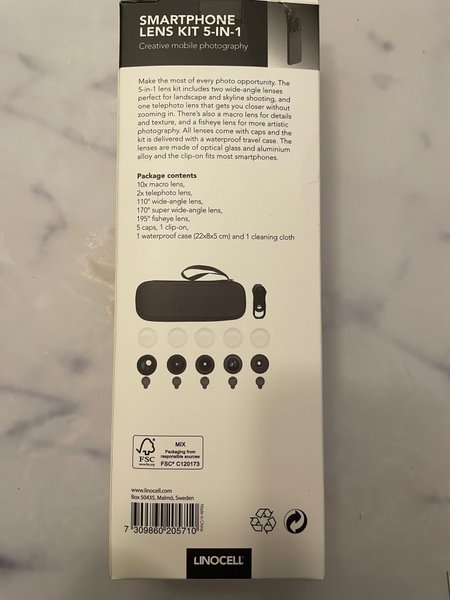 SMARTPHONE
LENS KIT 5-IN-1
Creative mobile photography
Make the most of every photo opportunity. The
5-in-1 lens kit includes two wide-angle lenses
perfect for landscape and skyline shooting, and
one telephoto lens that gets you closer without
zooming in. There's also a macro lens for details
and texture, and a fisheye lens for more artistic
photography. All lenses come with caps and the
kit is delivered with a waterproof travel case. The
lenses are made of optical glass and aluminium
alloy and the clip-on fits most smartphones.
Package contents
10x macro lens,
2x telephoto lens,
110° wide-angle lens,
170° super wide-angle lens,
195° fisheye lens,
5 caps, 1 clip-on,
1 waterproof case (22x8x5 cm) and 1 cleaning cloth
FSC
www.fsc.org
MIX
Packaging from
responsible sources
FSC® C120173
www.linocell.com
Box 50435, Malmö, Sweden
Made in China
7 309860 205710
LINOCELL